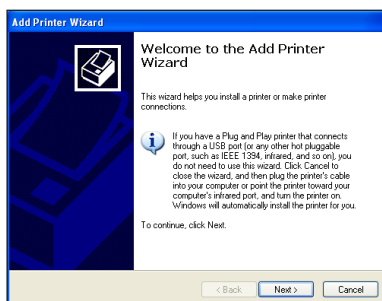 Add Printer Wizard
Welcome to the Add Printer
Wizard
This wizard helps you install a printer or make printer
connections.
If you have a Plug and Play printer that connects
through a USB port (or any other hot pluggable
port, such as IEEE 1394, infrared, and so on), you
do not need to use this wizard. Click Cancel to
close the wizard, and then plug the printer's cable
into your computer or point the printer toward your
computer's infrared port, and turn the printer on.
Windows will automatically install the printer for you.
To continue, click Next.
< Back Next > Cancel